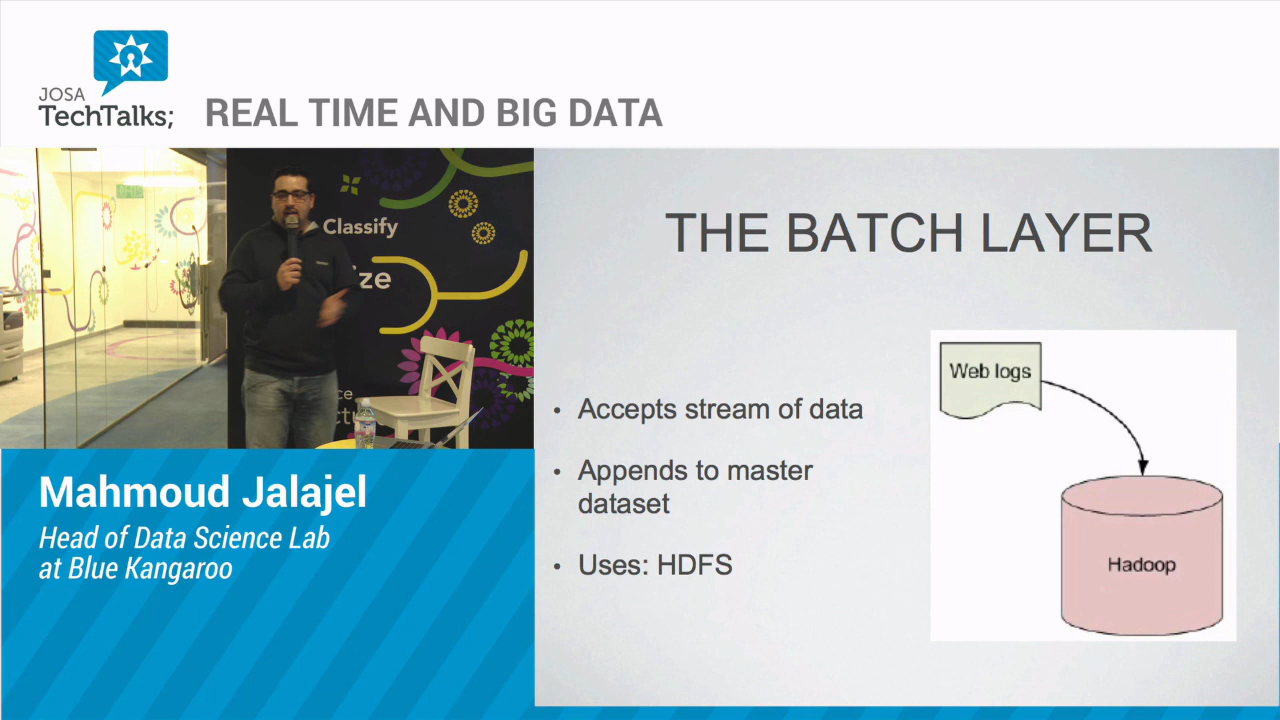 JOSA
TechTalks;
REAL TIME AND BIG DATA
Classify
Mahmoud Jalajel
Head of Data Science Lab
at Blue Kangaroo
THE BATCH LAYER
• Accepts stream of data
• Appends to master
dataset
• Uses: HDFS
Web logs
Hadoop